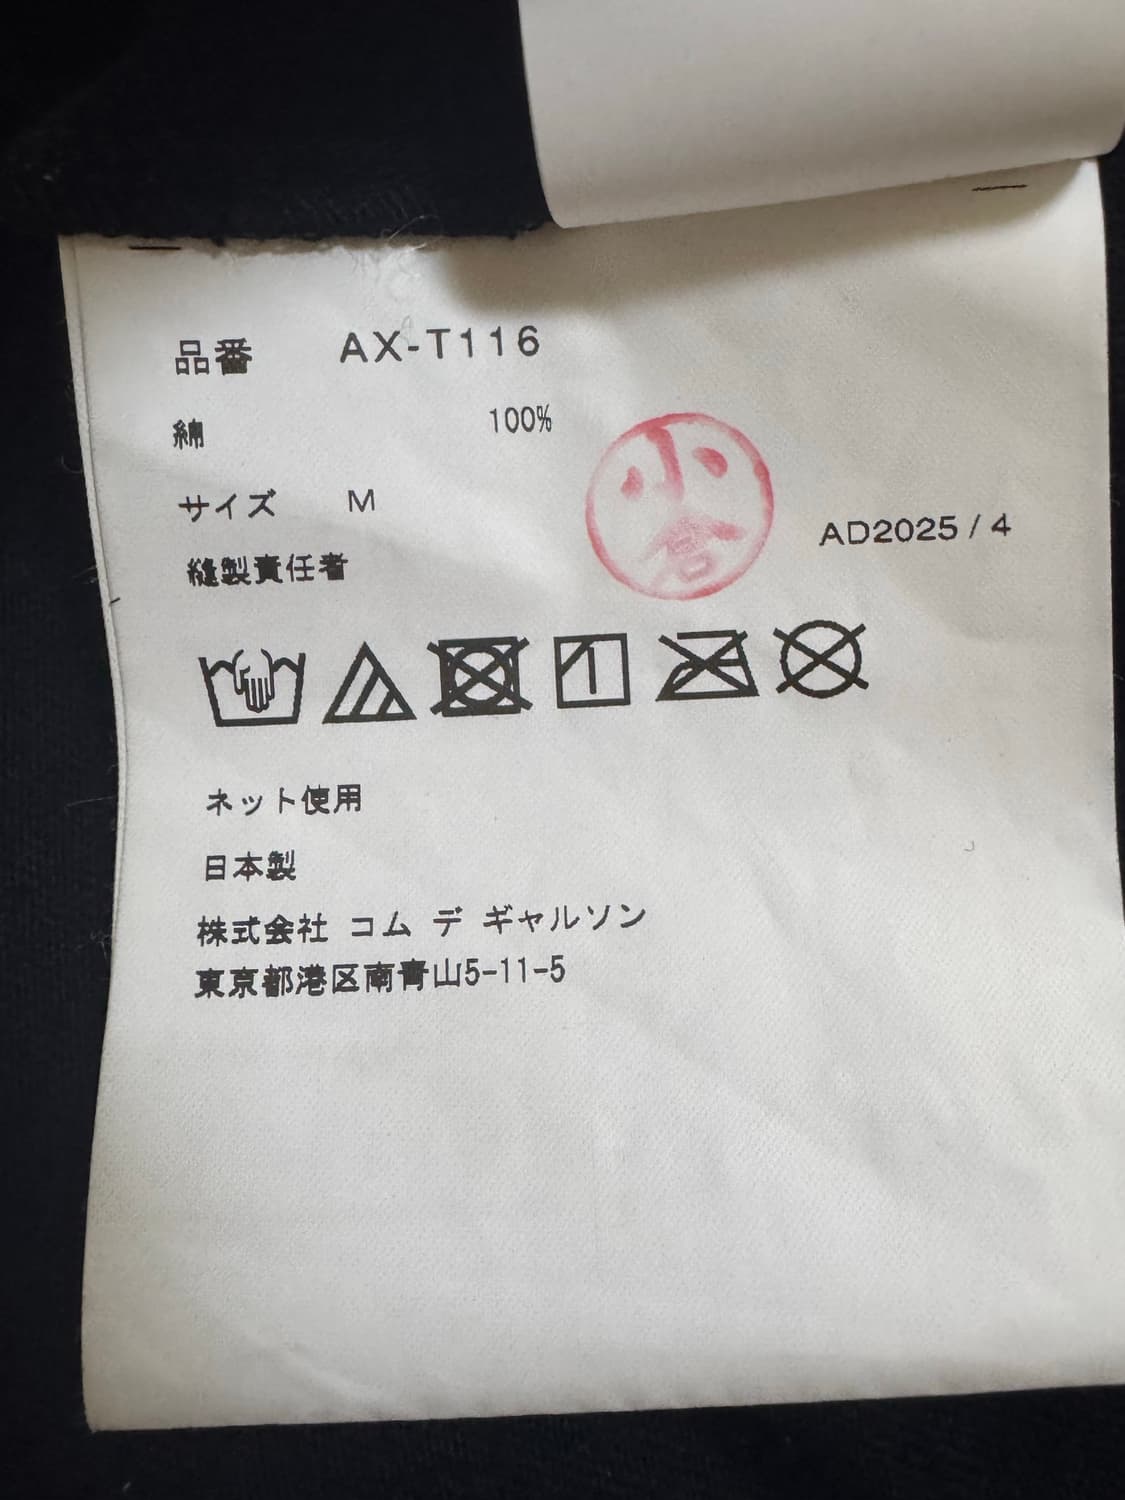 品番 AX-T116
綿 100%
サイズ M
縫製責任者
小谷
AD2025/4
ネット使用
日本製
株式会社 コム デ ギャルソン
東京都港区南青山5-11-5